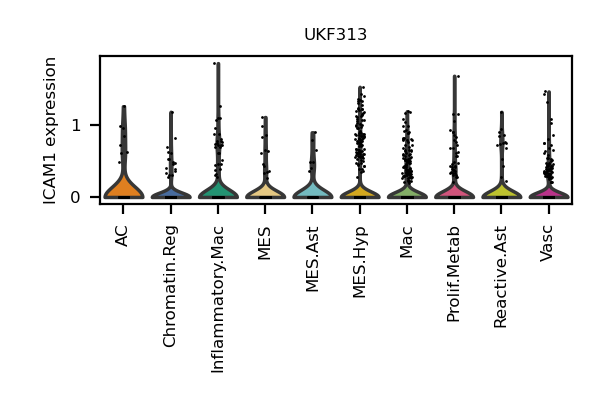 UKF313
ICAM1 expression
1
0
AC
Chromatin.Reg
Inflammatory.Mac
MES
MES.Ast
MES.Hyp
Mac
Prolif.Metab
Reactive.Ast
Vasc